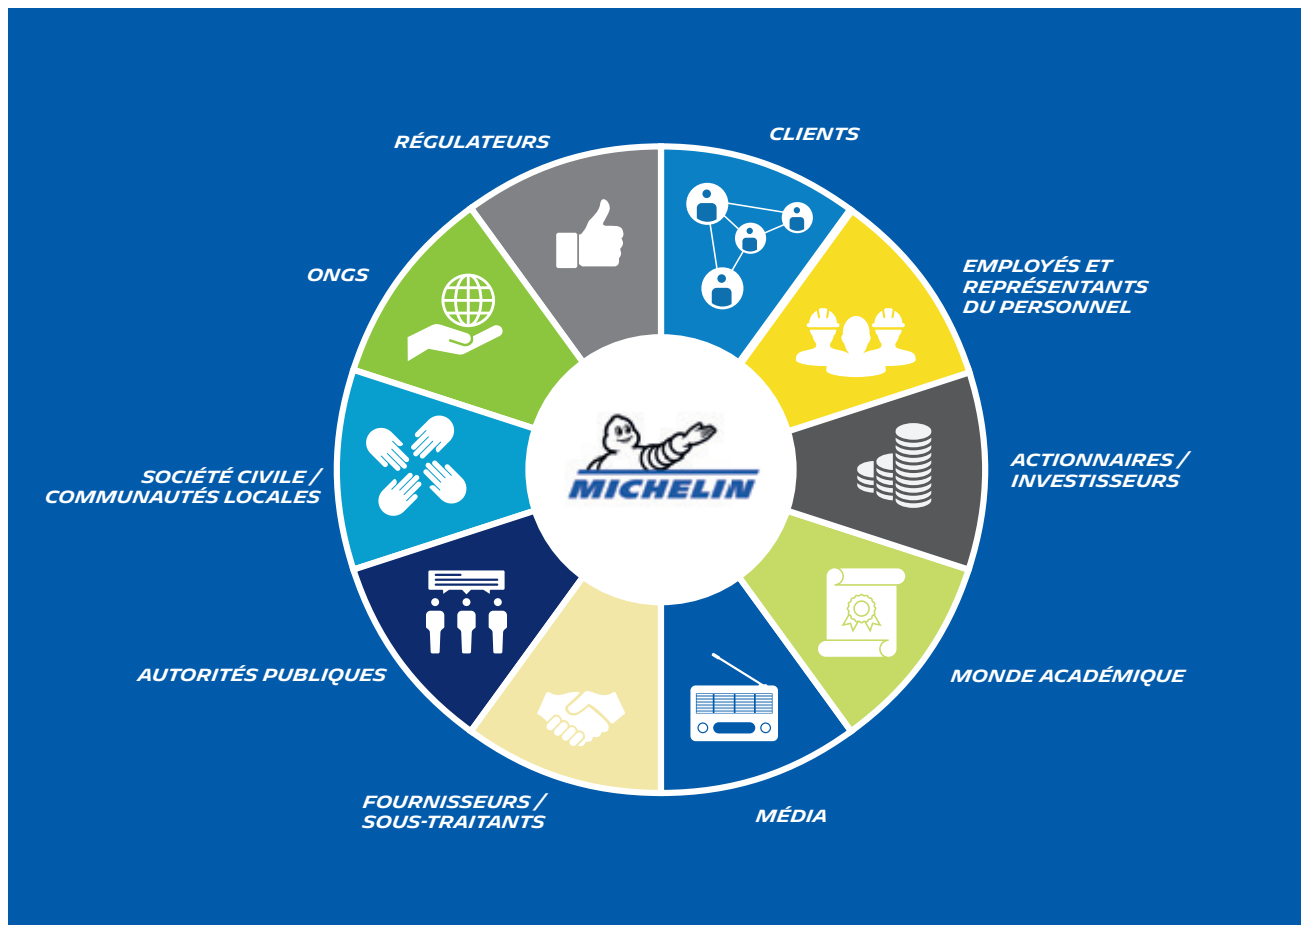 RÉGULATEURS
CLIENTS
ONGS
EMPLOYÉS ET
REPRÉSENTANTS
DU PERSONNEL
MICHELIN
SOCIÉTÉ CIVILE /
COMMUNAUTÉS LOCALES
ACTIONNAIRES /
INVESTISSEURS
AUTORITÉS PUBLIQUES
MONDE ACADÉMIQUE
FOURNISSEURS /
SOUS-TRAITANTS
MÉDIA